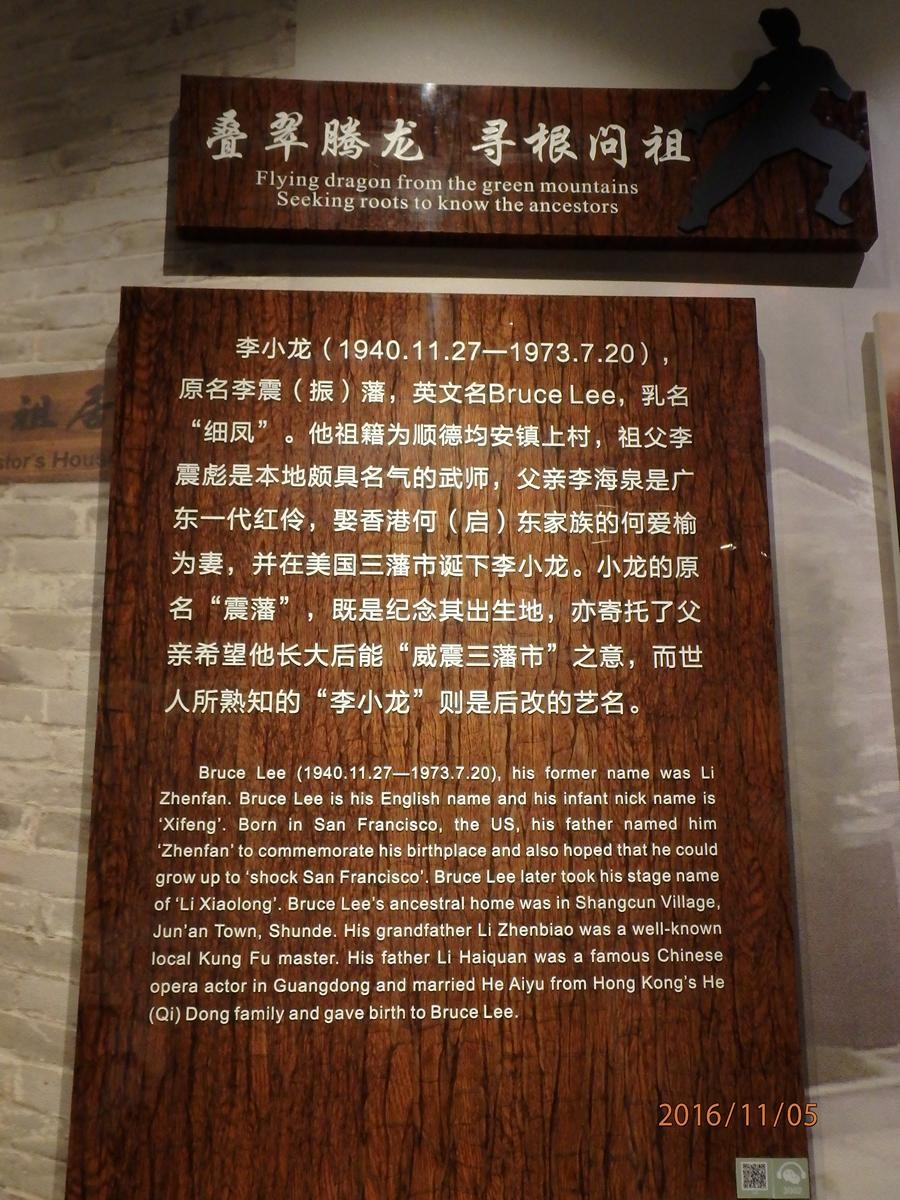 叠翠腾龙 寻根问祖
Flying dragon from the green mountains
Seeking roots to know the ancestors
李小龙（1940.11.27—1973.7.20），
原名李震（振）藩，英文名Bruce Lee，乳名
“细凤”。他祖籍为顺德均安镇上村，祖父李
震彪是本地颇具名气的武师，父亲李海泉是广
东一代红伶，娶香港何（启）东家族的何爱榆
为妻，并在美国三藩市诞下李小龙。小龙的原
名“震藩”，既是纪念其出生地，亦寄托了父
亲希望他长大后能“威震三藩市”之意，而世
人所熟知的“李小龙”则是后改的艺名。
Bruce Lee (1940.11.27—1973.7.20), his former name was Li
Zhenfan. Bruce Lee is his English name and his infant nick name is
‘Xifeng’. Born in San Francisco, the US, his father named him
‘Zhenfan’ to commemorate his birthplace and also hoped that he could
grow up to ‘shock San Francisco’. Bruce Lee later took his stage name
of ‘Li Xiaolong’. Bruce Lee’s ancestral home was in Shangcun Village,
Jun’an Town, Shunde. His grandfather Li Zhenbiao was a well-known
local Kung Fu master. His father Li Haiquan was a famous Chinese
opera actor in Guangdong and married He Aiyu from Hong Kong’s He
(Qi) Dong family and gave birth to Bruce Lee.
祖居
stor's House
2016/11/05